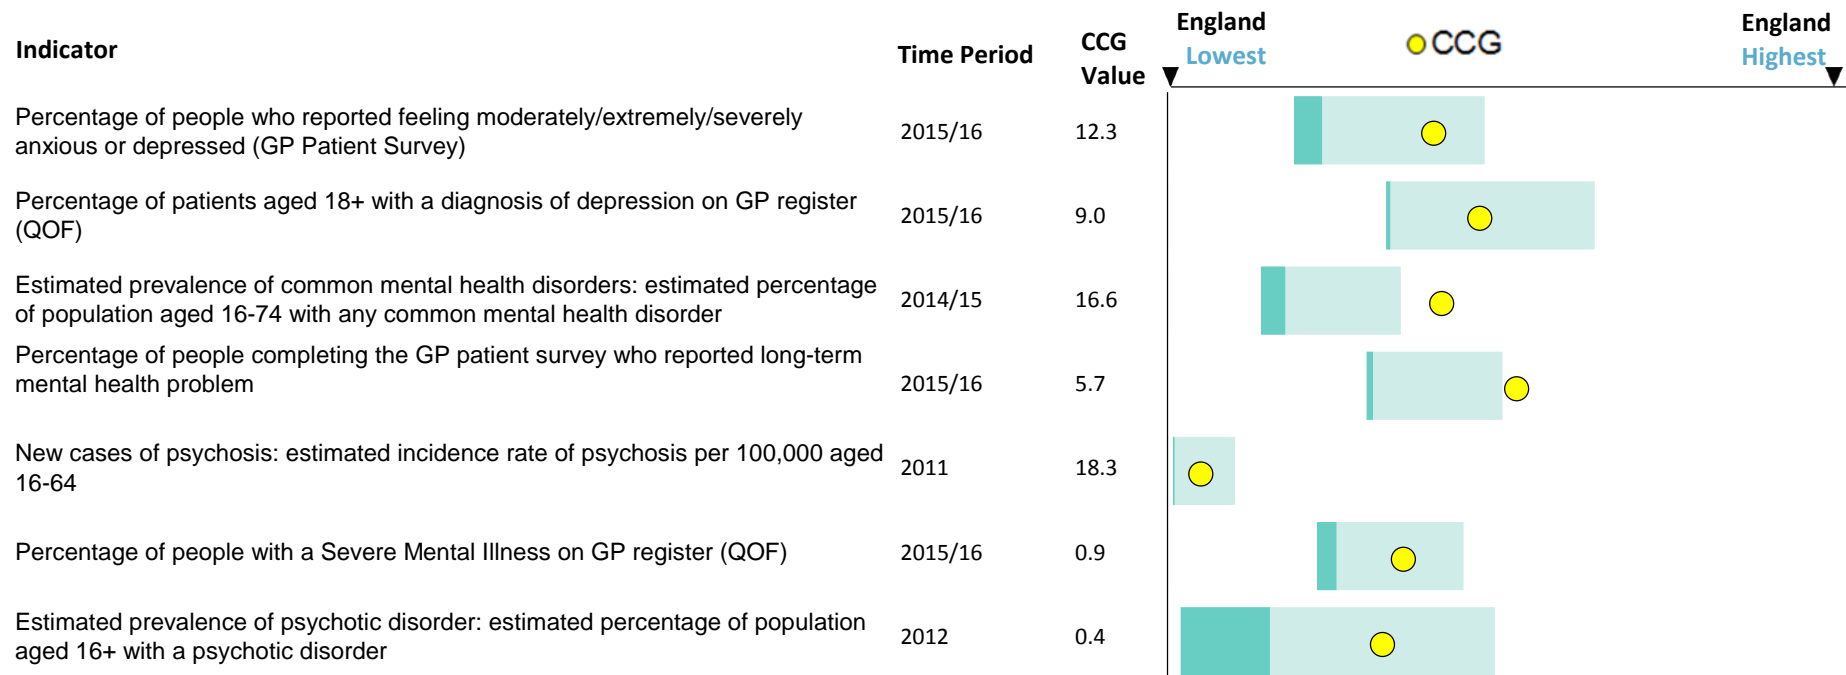 Indicator
Time Period
CCG
Value
England
Lowest
CCG
England
Highest
Percentage of people who reported feeling moderately/extremely/severely
anxious or depressed (GP Patient Survey)
2015/16
12.3
Percentage of patients aged 18+ with a diagnosis of depression on GP register
(QOF)
2015/16
9.0
Estimated prevalence of common mental health disorders: estimated percentage
of population aged 16-74 with any common mental health disorder
2014/15
16.6
Percentage of people completing the GP patient survey who reported long-term
mental health problem
2015/16
5.7
New cases of psychosis: estimated incidence rate of psychosis per 100,000 aged
16-64
2011
18.3
Percentage of people with a Severe Mental Illness on GP register (QOF)
2015/16
0.9
Estimated prevalence of psychotic disorder: estimated percentage of population
aged 16+ with a psychotic disorder
2012
0.4